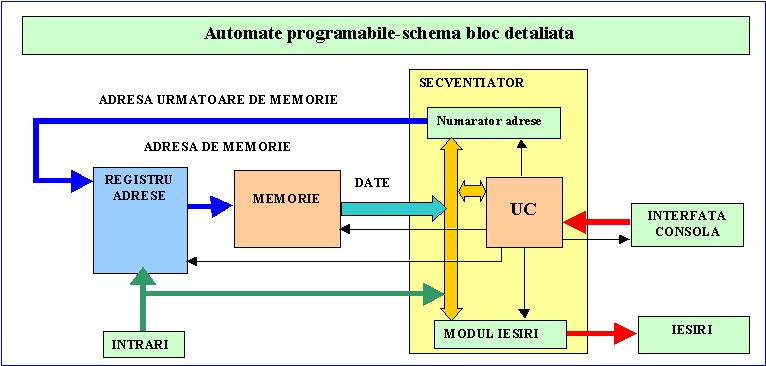 Automate programabile-schema bloc detaliata
SECVENTIATOR
ADRESA URMATOARE DE MEMORIE
Numarator adrese
ADRESA DE MEMORIE
REGISTRU
ADRESE
MEMORIE
DATE
UC
INTERFATA
CONSOLA
INTRARI
MODUL IESIRI
IESIRI